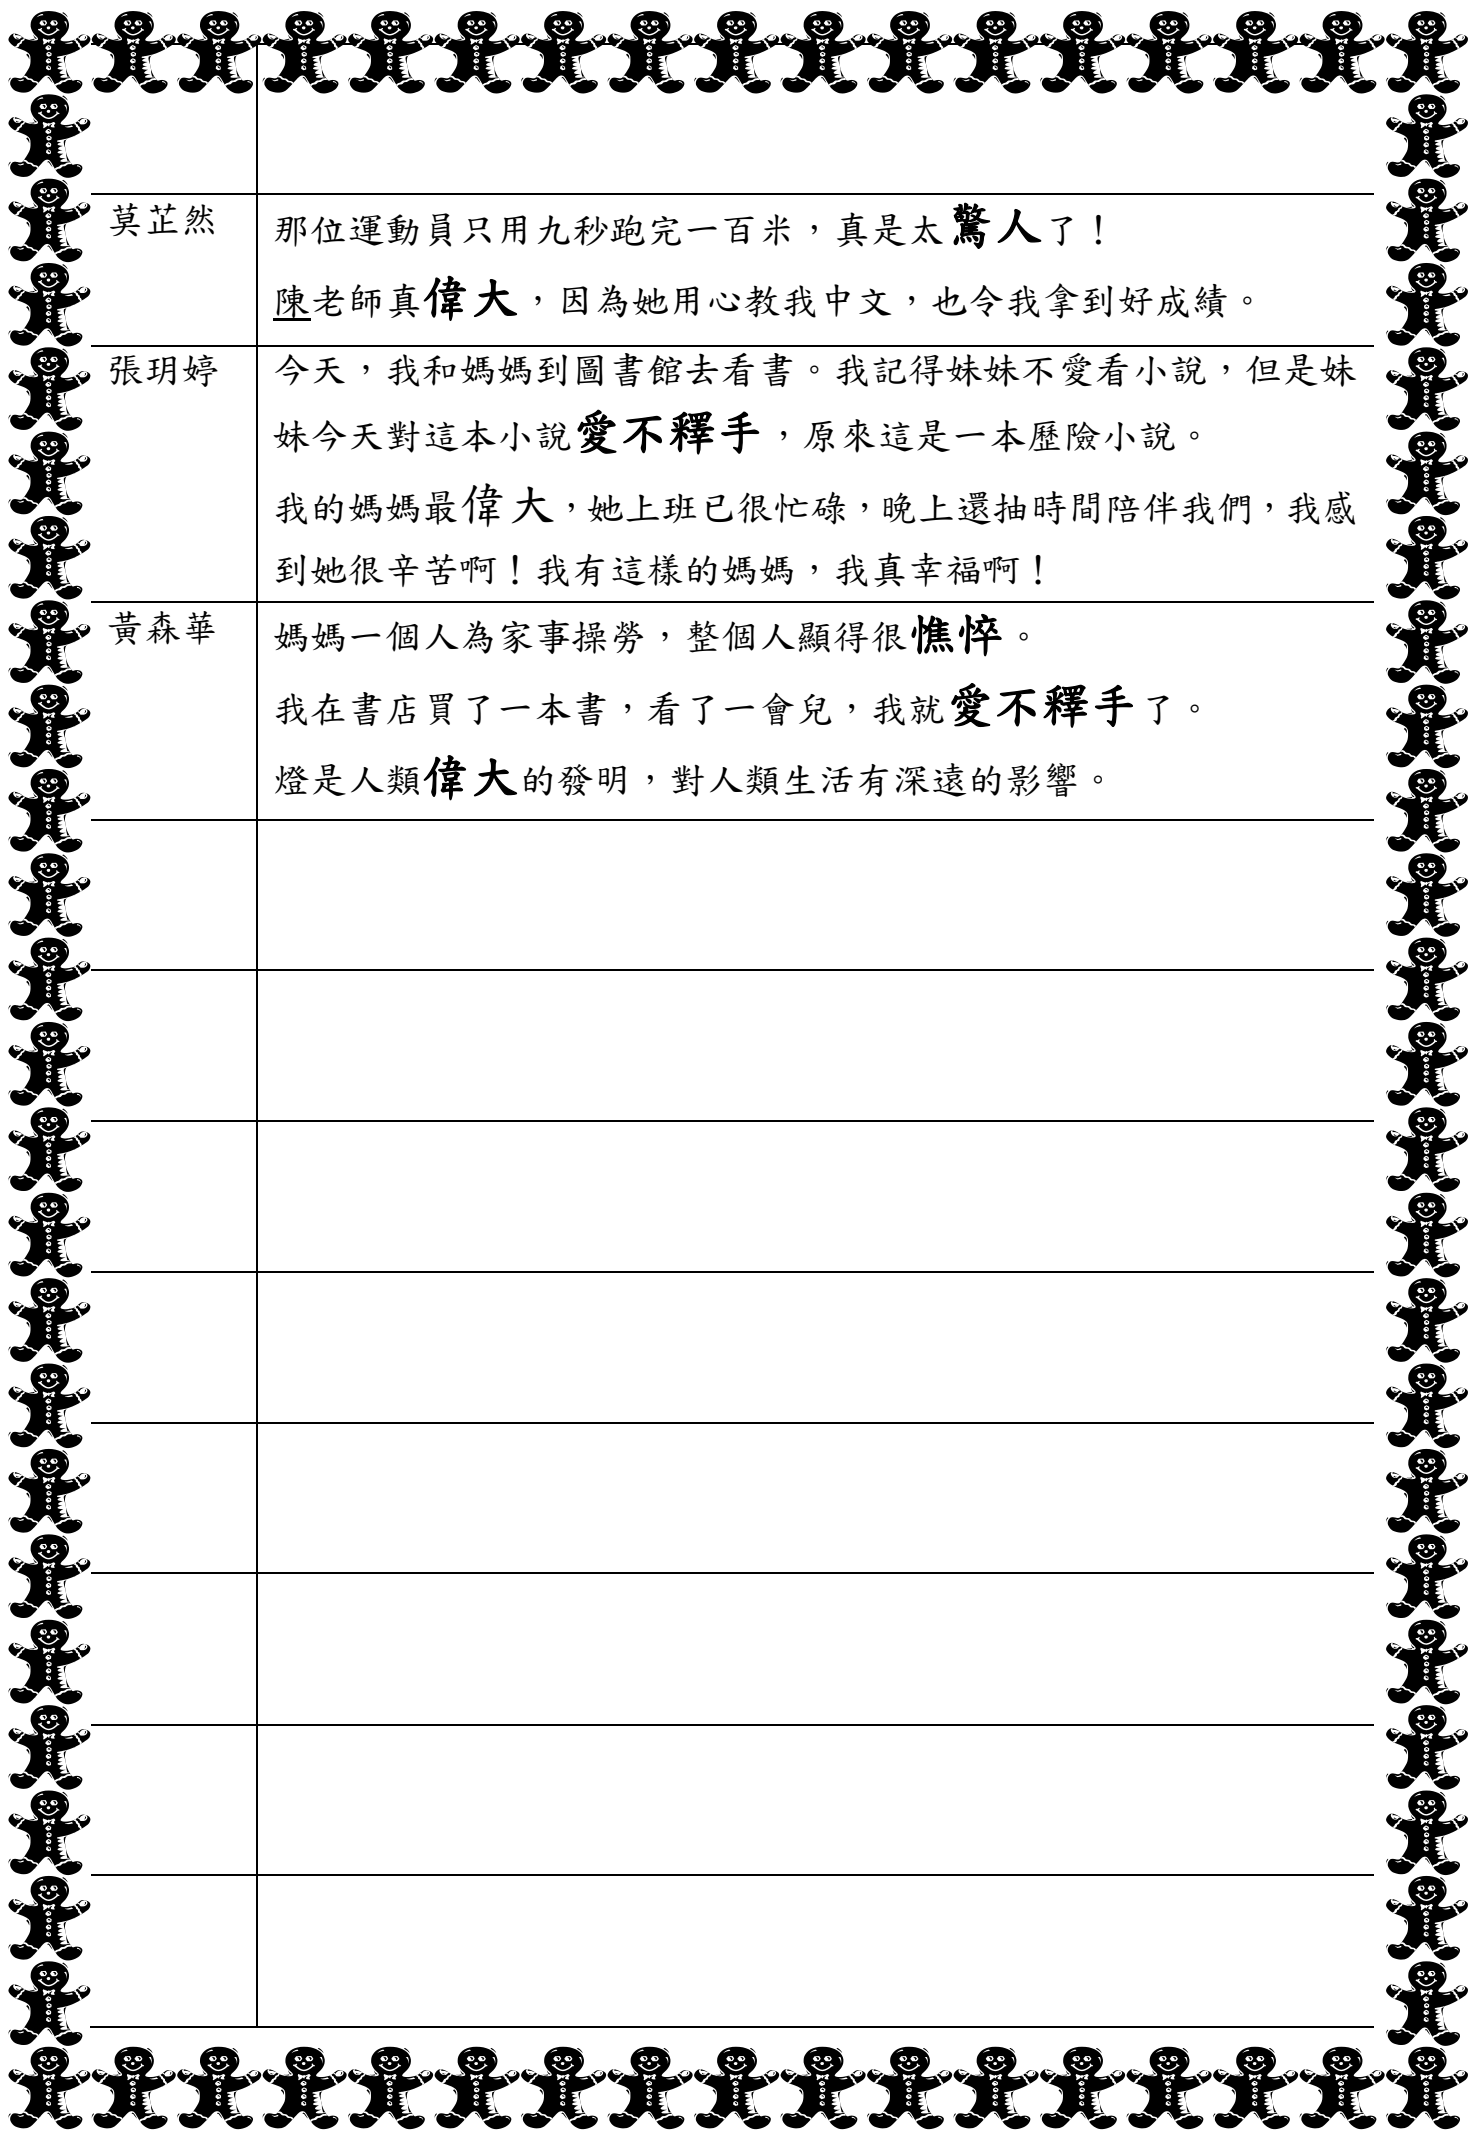 莫芷然
那位運動員只用九秒跑完一百米，真是太驚人了！
陳老師真偉大，因為她用心教我中文，也令我拿到好成績。
張玥婷
今天，我和媽媽到圖書館去看書。我記得妹妹不愛看小說，但是妹
妹今天對這本小說愛不釋手，原來這是一本歷險小說。
我的媽媽最偉大，她上班已很忙碌，晚上還抽時間陪伴我們，我感
到她很辛苦啊！我有這樣的媽媽，我真幸福啊！
黃森華
媽媽一個人為家事操勞，整個人顯得很憔悴。
我在書店買了一本書，看了一會兒，我就愛不釋手了。
燈是人類偉大的發明，對人類生活有深遠的影響。